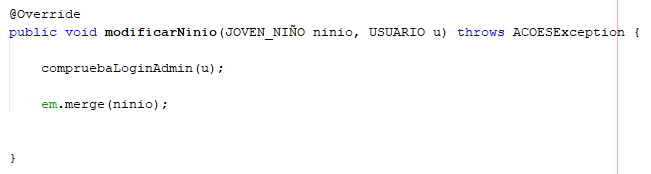 @Override
public void modificarNinio(JOVEN_NIÑO ninio, USUARIO u) throws ACOESException {
compruebaLoginAdmin(u);
em.merge(ninio);
}